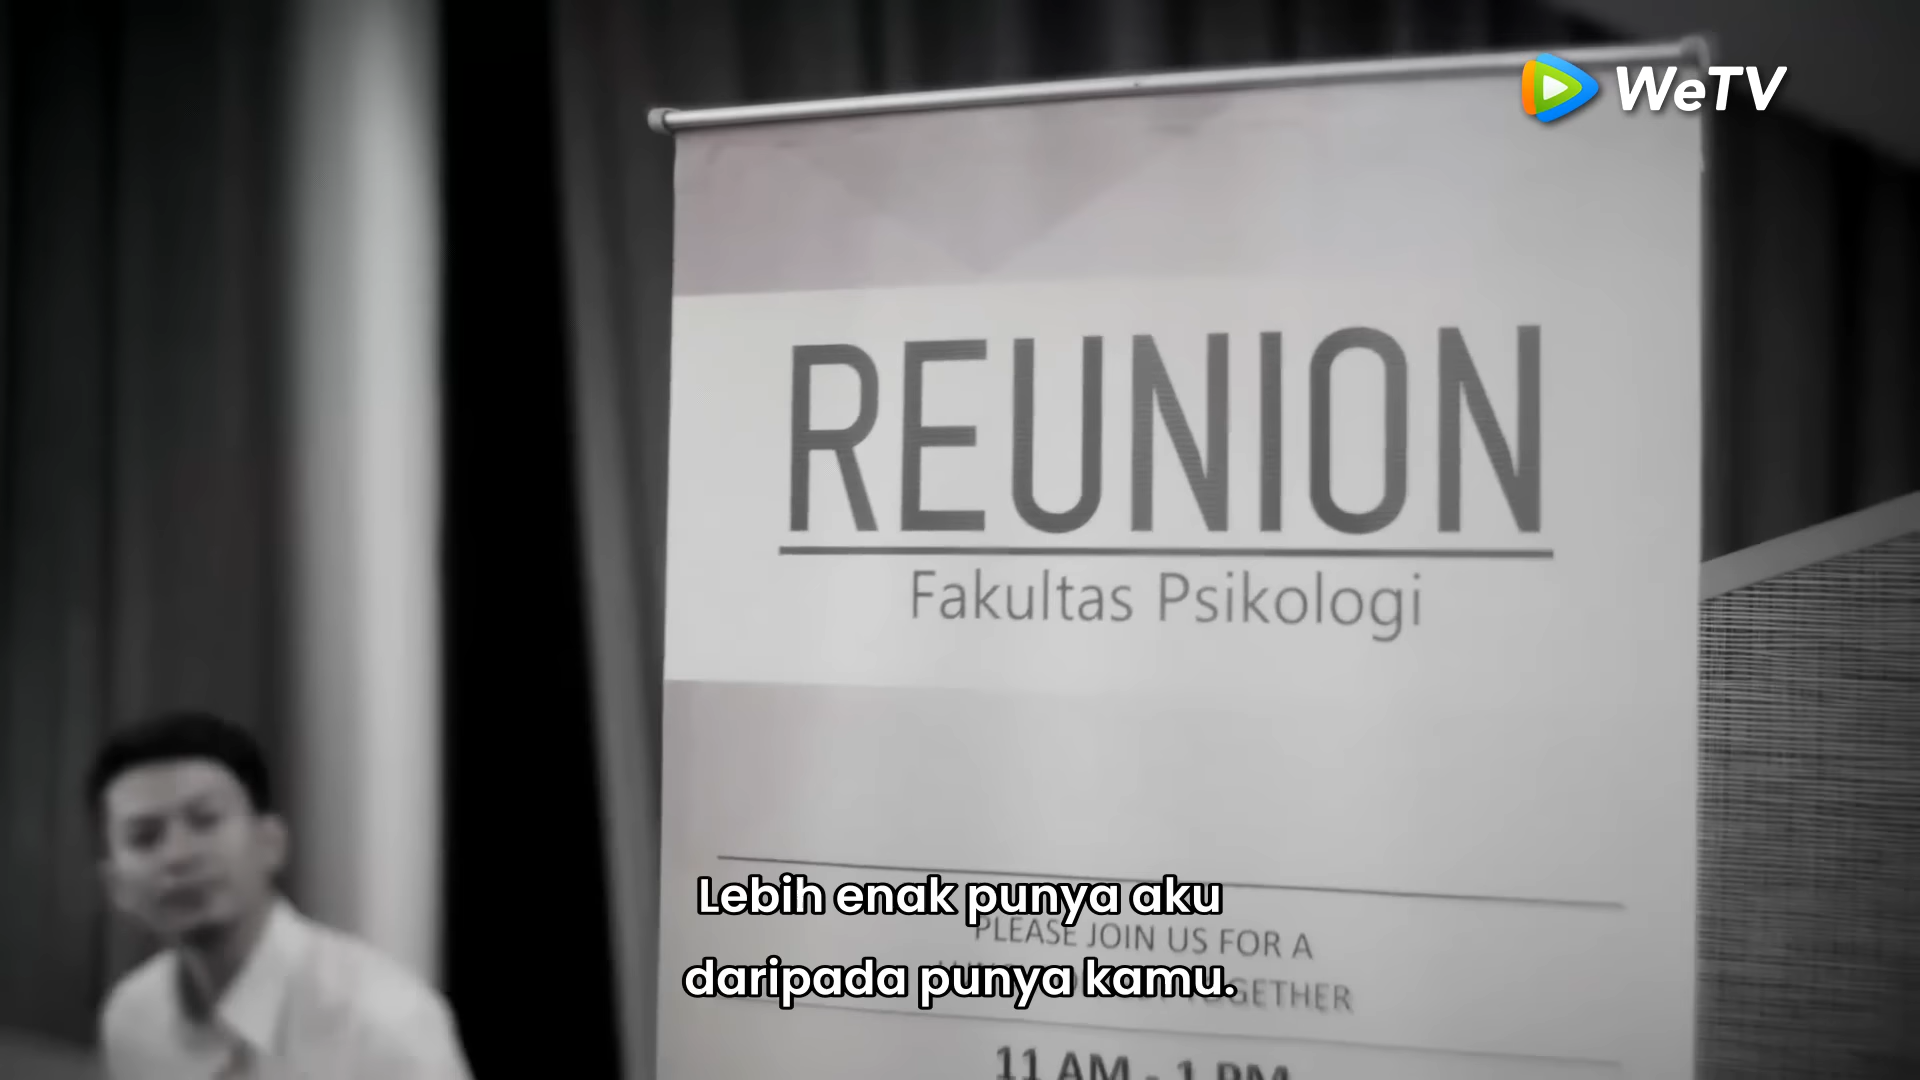 WeTV
REUNION
Fakultas Psikologi
Lebih enak punya aku
PLEASE JOIN US FOR A
daripada punya kamu.
TOGETHER
11 AM - 1 PM